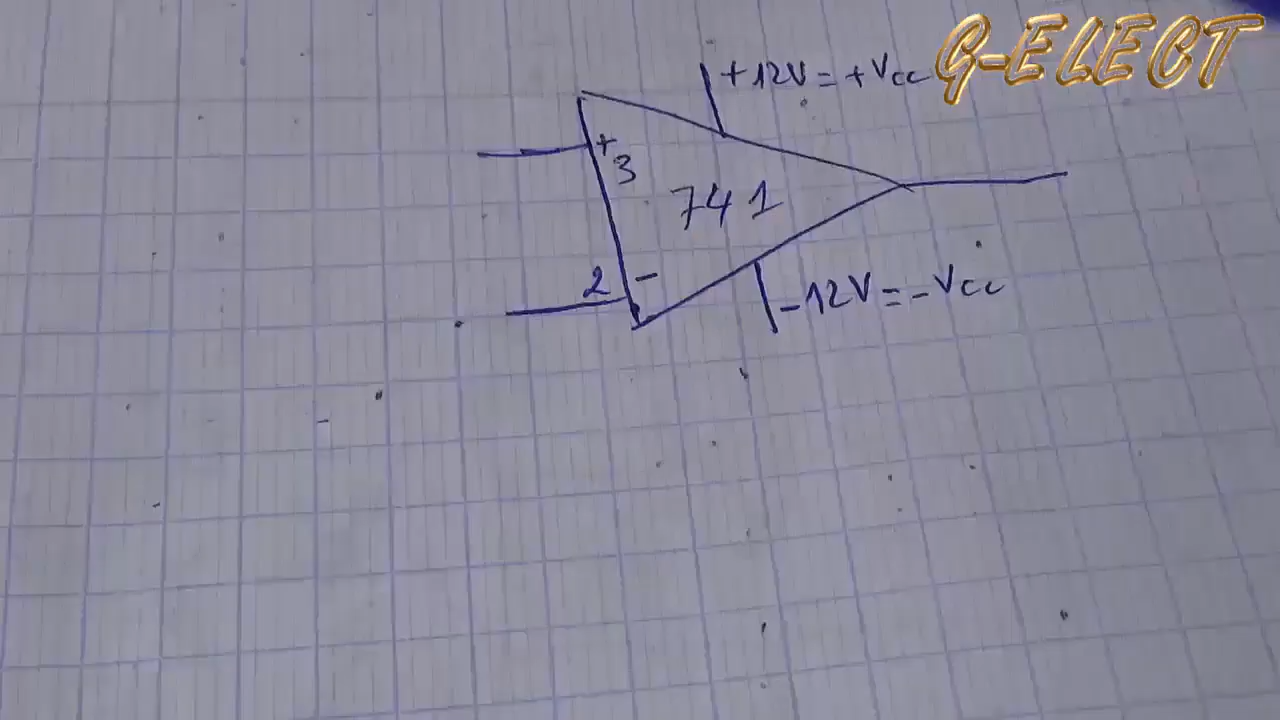 G-ELECT
+12V = +Vcc
+
3
741
2 -
-12V = -Vcc